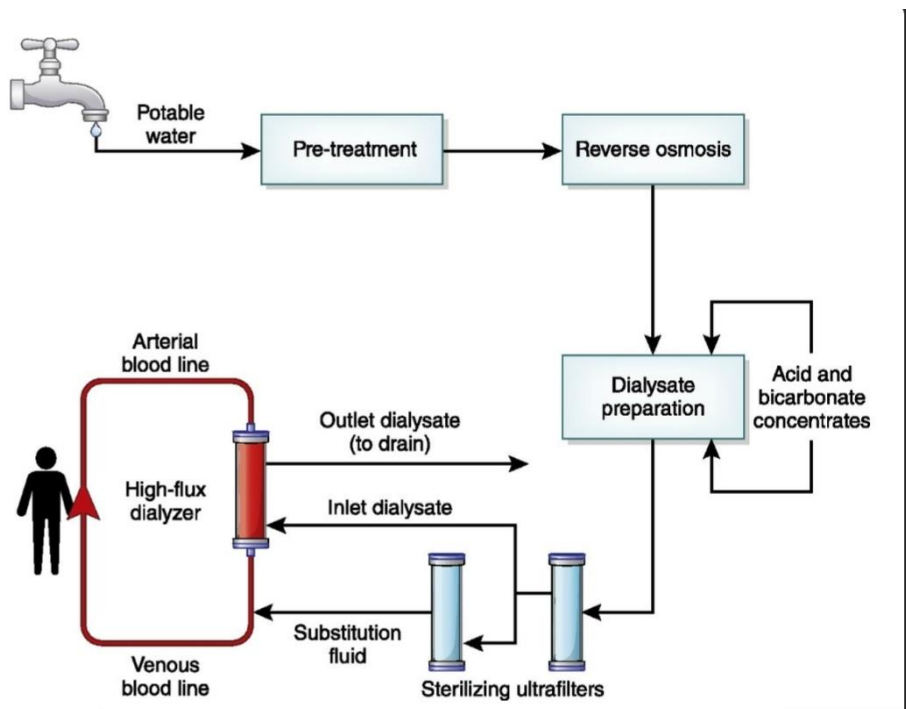 Potable
water
Pre-treatment
Reverse osmosis
Arterial
blood line
Dialysate
preparation
Acid and
bicarbonate
concentrates
Outlet dialysate
(to drain)
High-flux
dialyzer
Inlet dialysate
Substitution
fluid
Venous
blood line
Sterilizing ultrafilters